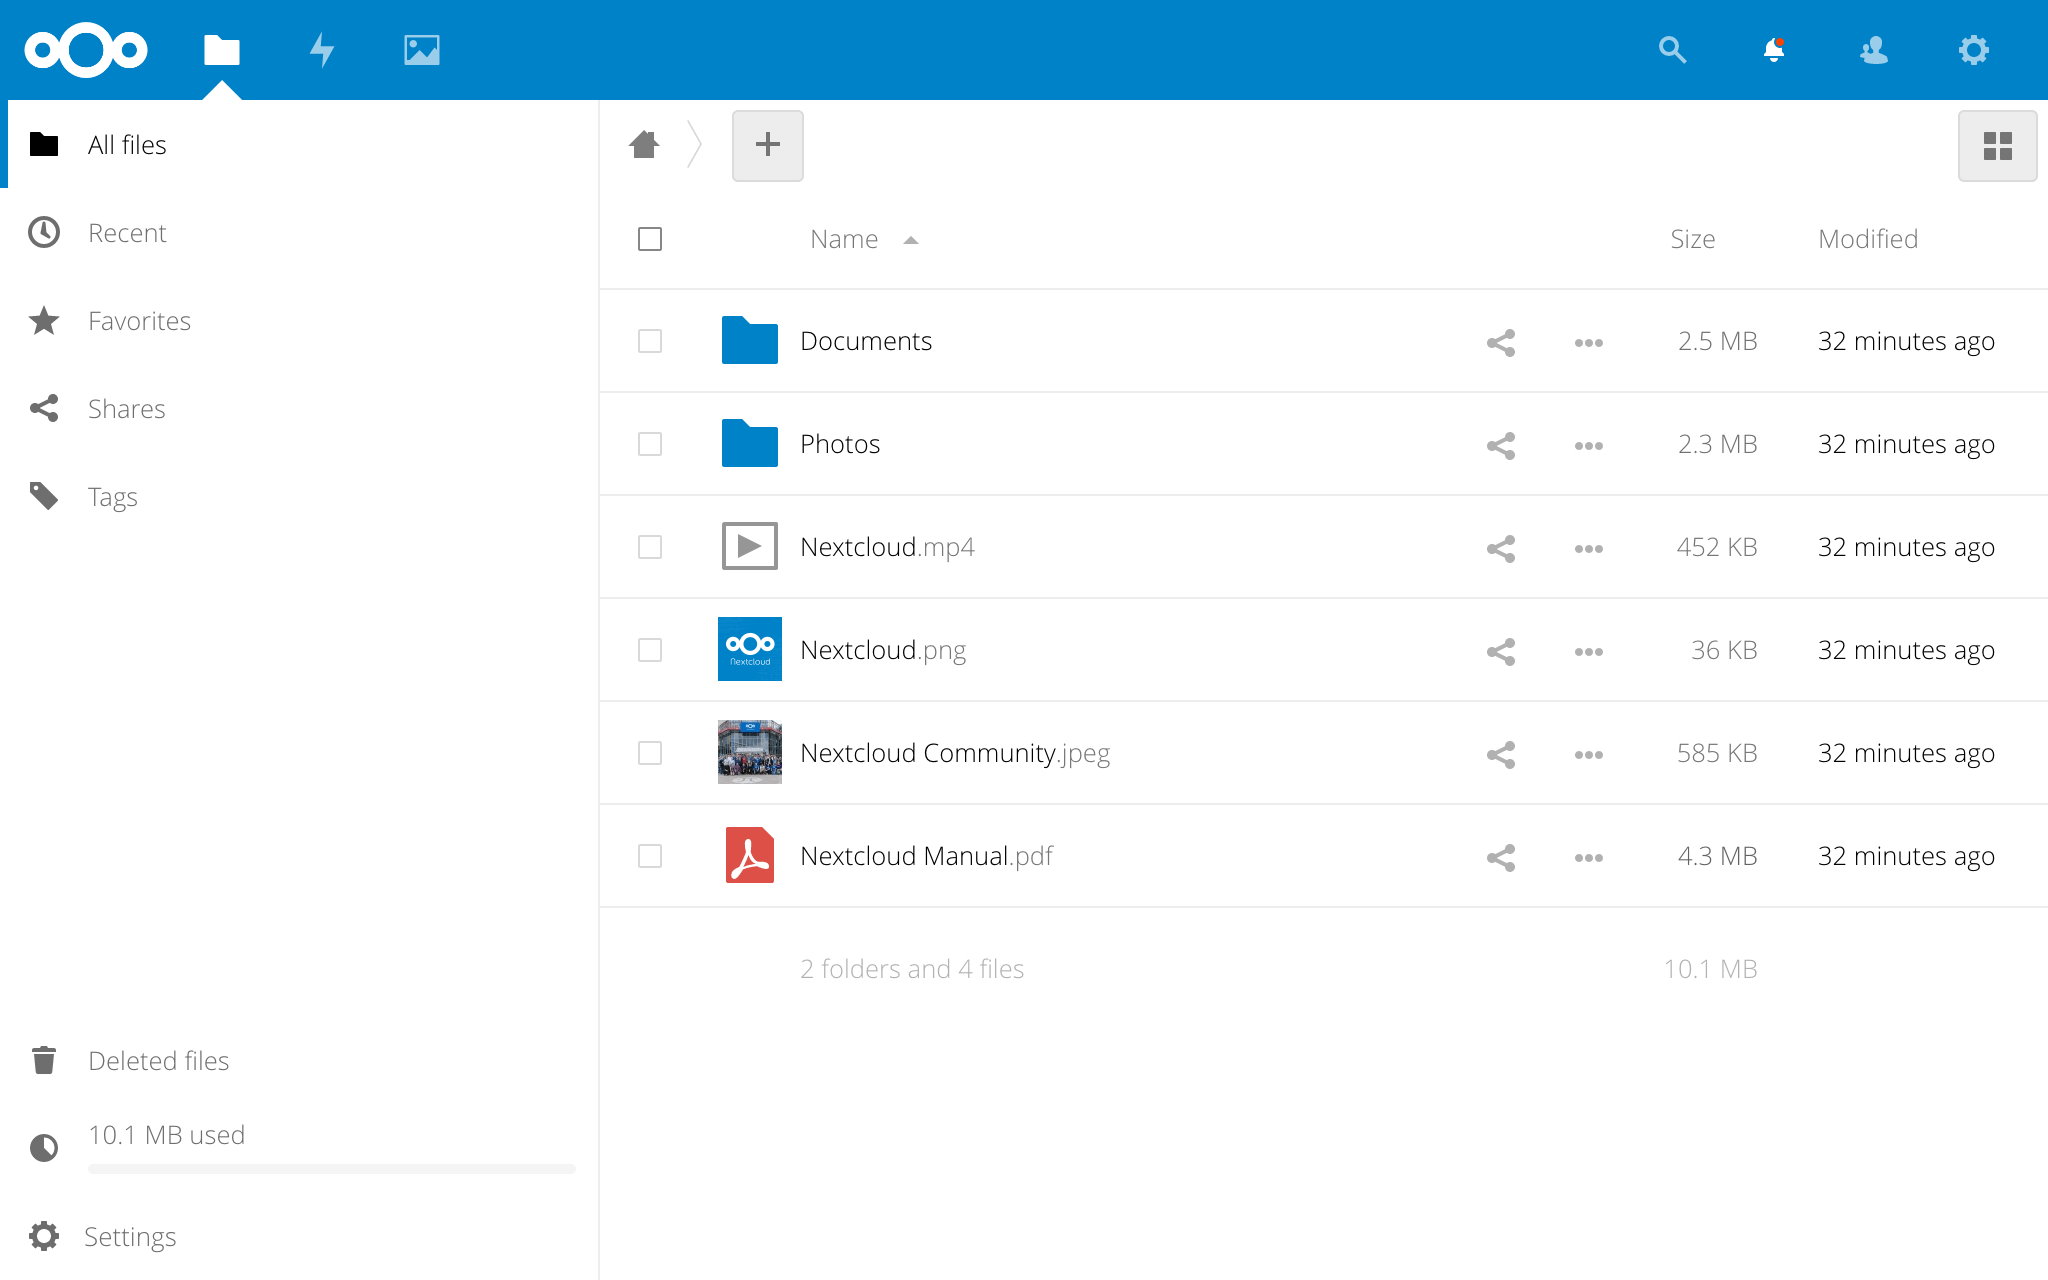 All files
Recent
Favorites
Shares
Tags
Deleted files
10.1 MB used
Settings
Name Size Modified
Documents 2.5 MB 32 minutes ago
Photos 2.3 MB 32 minutes ago
Nextcloud.mp4 452 KB 32 minutes ago
Nextcloud
Nextcloud.png 36 KB 32 minutes ago
Nextcloud Community.jpeg 585 KB 32 minutes ago
Nextcloud Manual.pdf 4.3 MB 32 minutes ago
2 folders and 4 files 10.1 MB